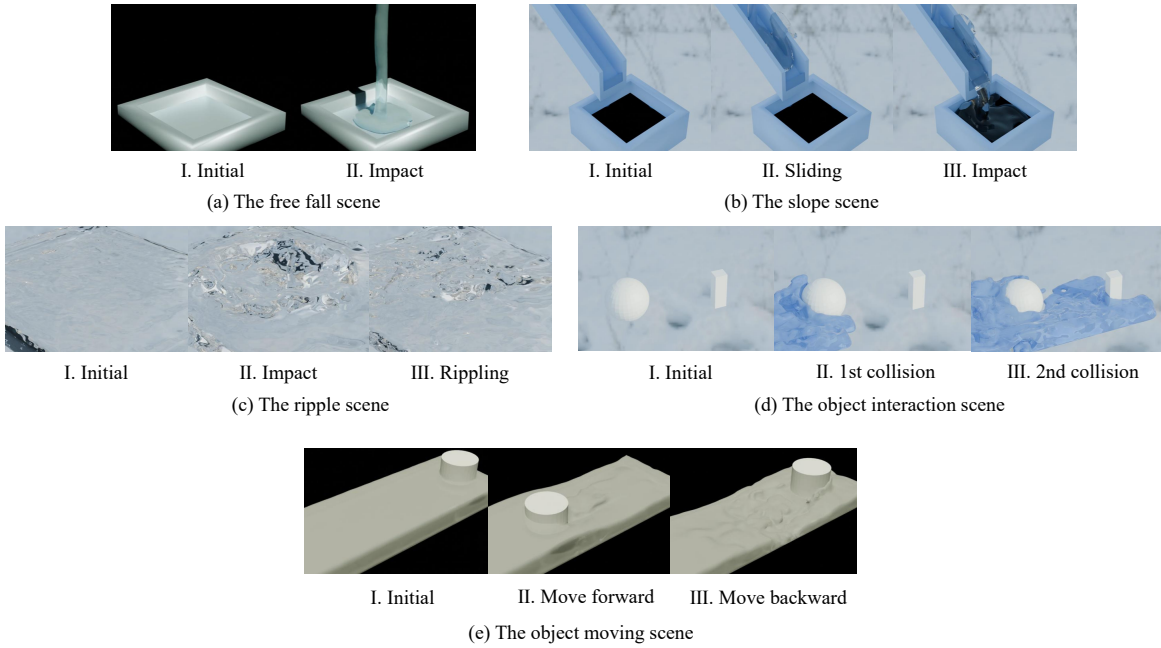 I. Initial II. Impact
(a) The free fall scene
I. Initial II. Sliding III. Impact
(b) The slope scene
I. Initial II. Impact III. Rippling
(c) The ripple scene
I. Initial II. 1st collision III. 2nd collision
(d) The object interaction scene
I. Initial II. Move forward III. Move backward
(e) The object moving scene